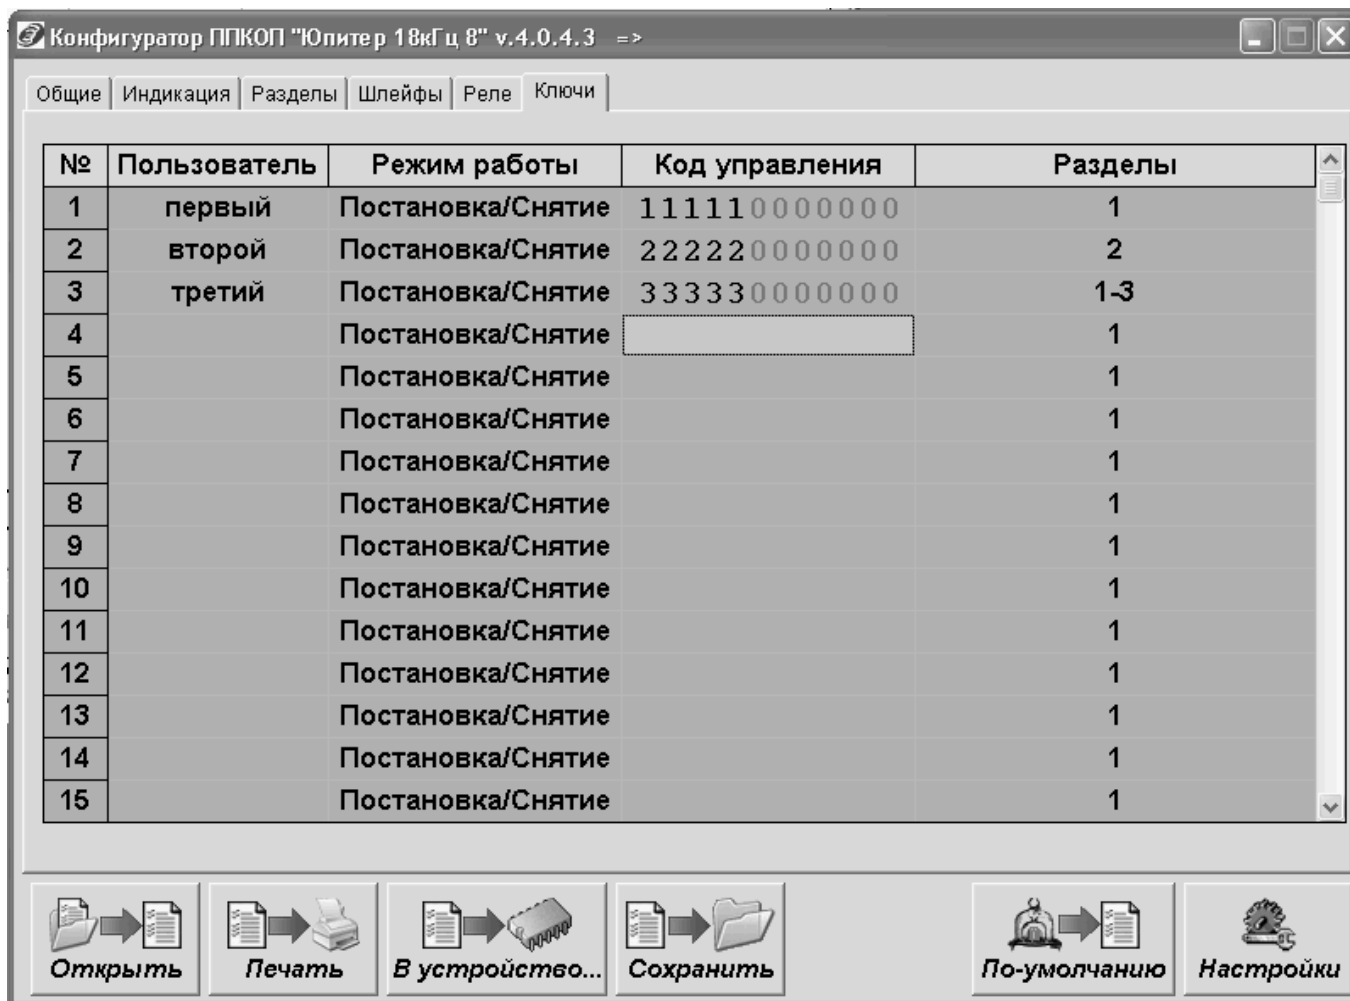 Конфигуратор ППКОП "Юпитер 18кГц 8" v.4.0.4.3 =>
Общие Индикация Разделы Шлейфы Реле Ключи
№ Пользователь Режим работы Код управления Разделы
1 первый Постановка/Снятие 111110000000 1
2 второй Постановка/Снятие 222220000000 2
3 третий Постановка/Снятие 333330000000 1-3
4 Постановка/Снятие 1
5 Постановка/Снятие 1
6 Постановка/Снятие 1
7 Постановка/Снятие 1
8 Постановка/Снятие 1
9 Постановка/Снятие 1
10 Постановка/Снятие 1
11 Постановка/Снятие 1
12 Постановка/Снятие 1
13 Постановка/Снятие 1
14 Постановка/Снятие 1
15 Постановка/Снятие 1
Открыть Печать В устройство... Сохранить По-умолчанию Настройки